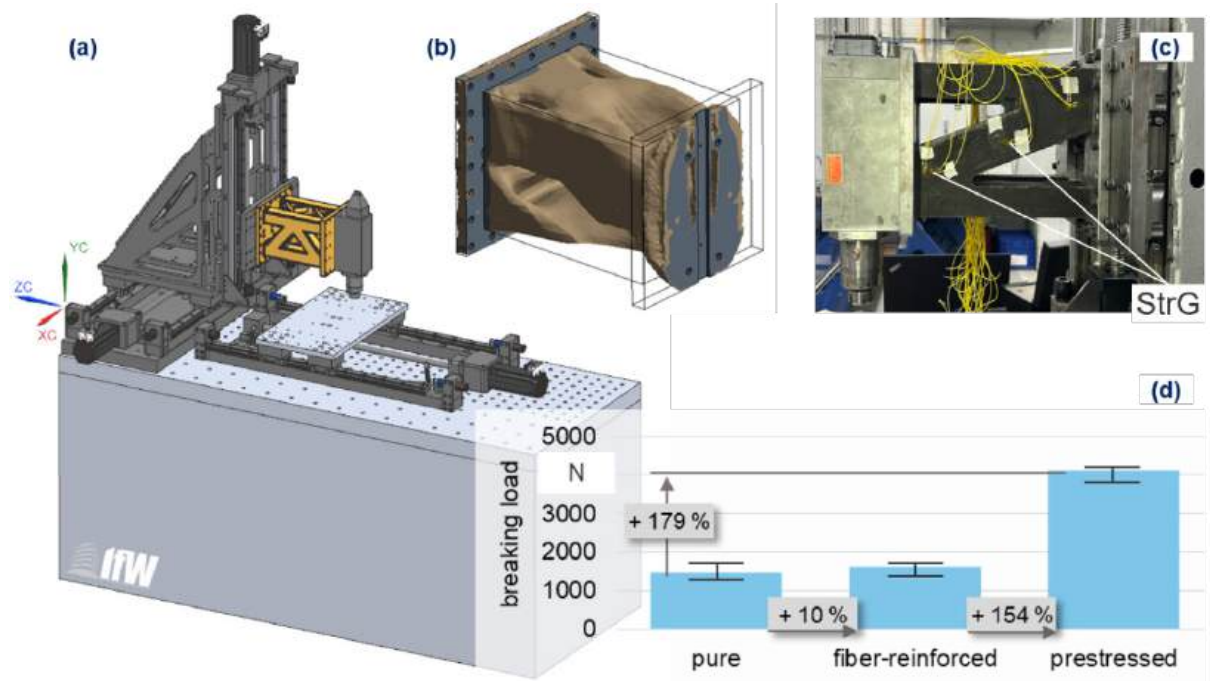 (a)
(b)
(c)
YC
ZC
XC
StrG
IfW
(d)
breaking load
5000
N
3000
2000
1000
0
+ 179 %
+ 10 %
+ 154 %
pure
fiber-reinforced
prestressed